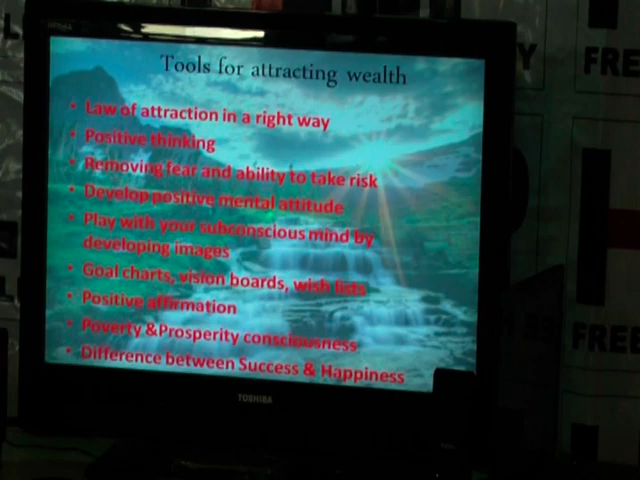 Tools for attracting wealth
• Law of attraction in a right way
• Positive thinking
• Removing fear and ability to take risk
• Develop positive mental attitude
• Play with your subconscious mind by
developing images
• Goal charts, vision boards, wish lists
• Positive affirmation
• Poverty &Prosperity consciousness
• Difference between Success & Happiness
TOSHIBA
Y
FRE
FREE
L